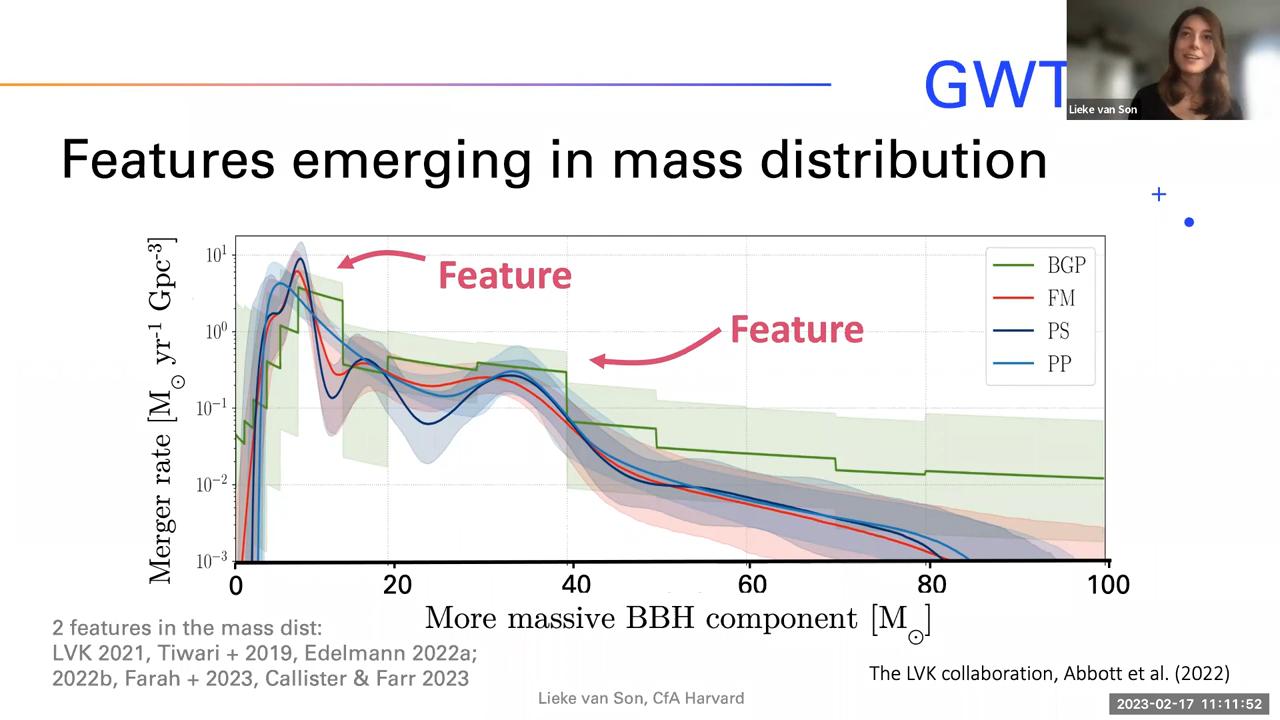 GWT
Lieke van Son
Features emerging in mass distribution
Merger rate [M⊙ yr-1 Gpc-3]
10¹
10⁰
10⁻¹
10⁻²
10⁻³
Feature
Feature
BGP
FM
PS
PP
0 20 40 60 80 100
More massive BBH component [M⊙]
2 features in the mass dist:
LVK 2021, Tiwari + 2019, Edelmann 2022a;
2022b, Farah + 2023, Callister & Farr 2023
The LVK collaboration, Abbott et al. (2022)
Lieke van Son, CfA Harvard
2023-02-17 11:11:52